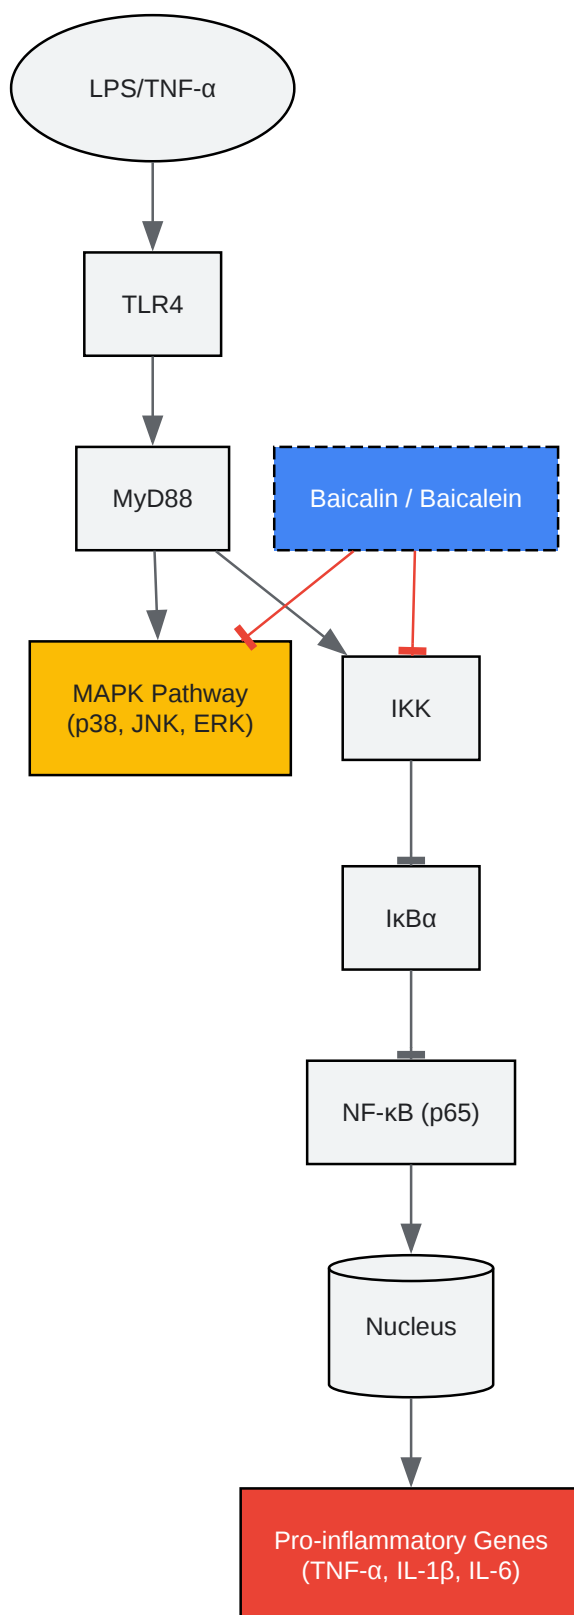 LPS/TNF-α
TLR4
MyD88
Baicalin / Baicalein
MAPK Pathway
(p38, JNK, ERK)
IKK
IκBα
NF-κB (p65)
Nucleus
Pro-inflammatory Genes
(TNF-α, IL-1β, IL-6)